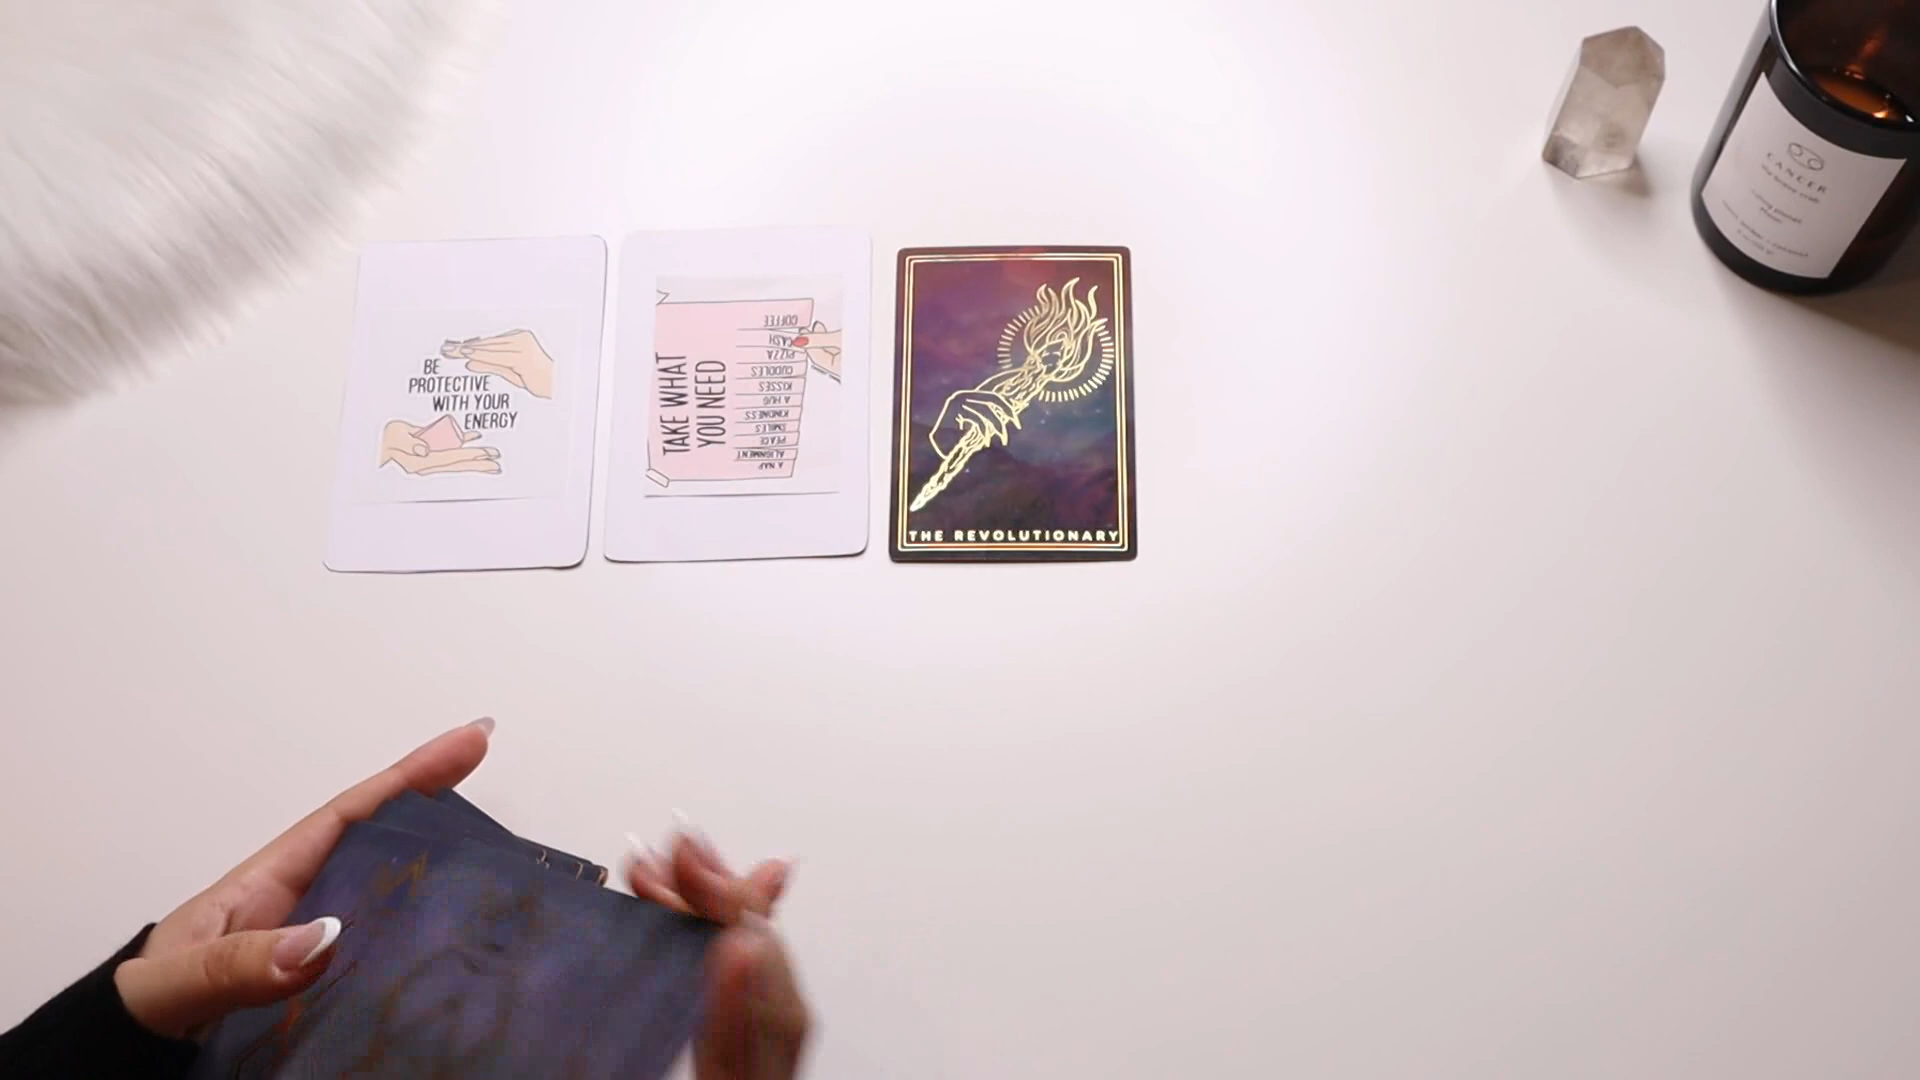 BE
PROTECTIVE
WITH YOUR
ENERGY
TAKE WHAT
YOU NEED
COFFEE
CASH
PIZZA
CUDDLES
KISSES
A HUG
KINDNESS
SMILES
PEACE
ALIGNMENT
A NAP
THE REVOLUTIONARY
CANCER